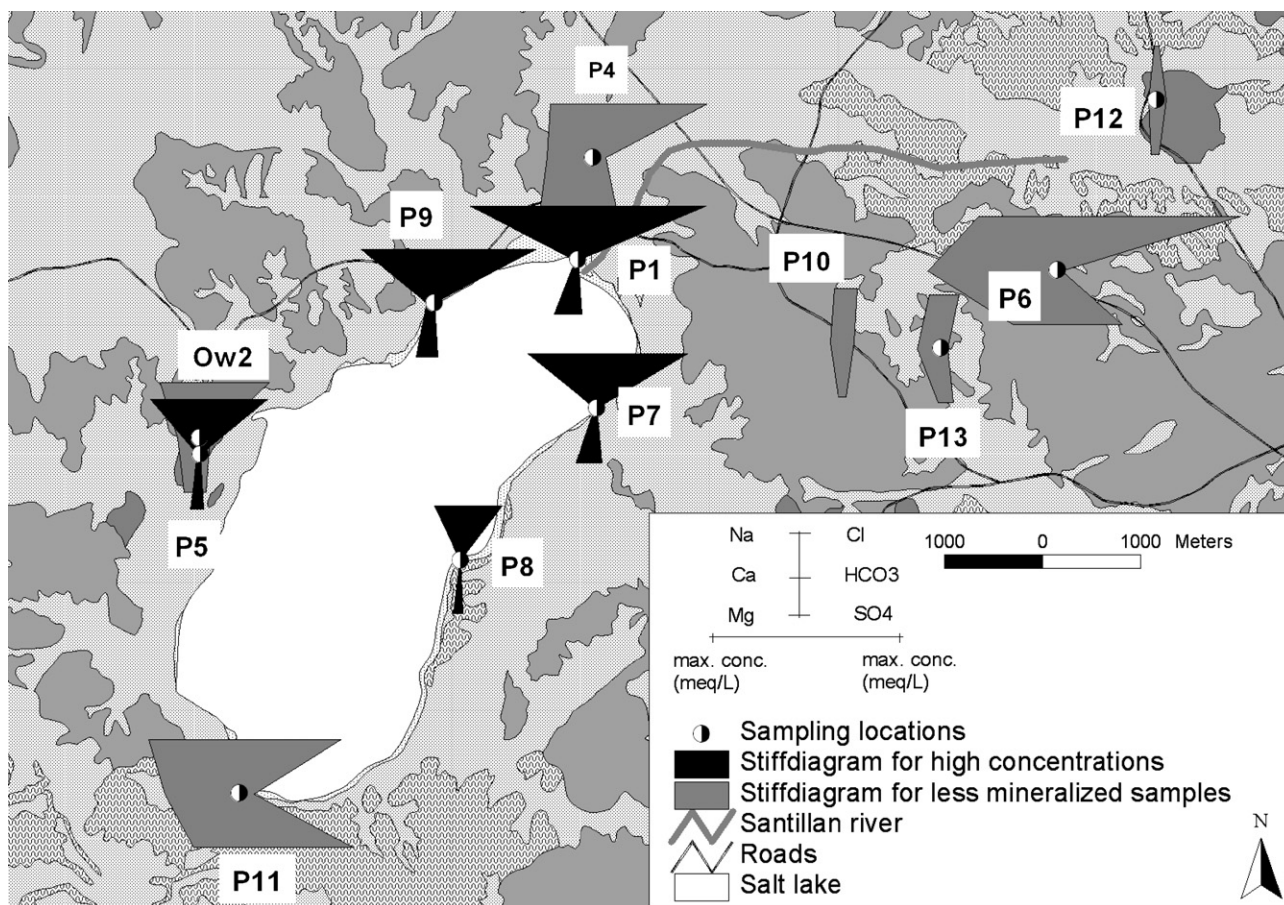 P4
P12
P9
P1
P10
P6
Ow2
P7
P13
P5
P8
P11
Na Cl
Ca HCO3
Mg SO4
1000 0 1000 Meters
max. conc. max. conc.
(meq/L) (meq/L)
Sampling locations
Stiffdiagram for high concentrations
Stiffdiagram for less mineralized samples
Santillan river
Roads
Salt lake
N